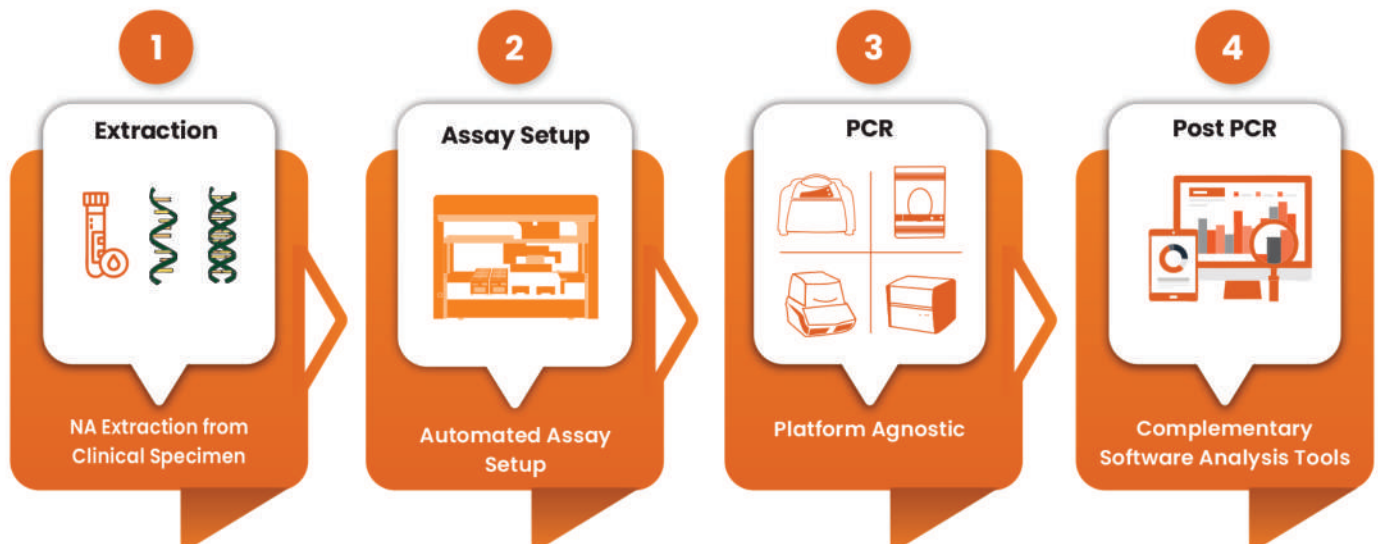 1
Extraction
NA Extraction from
Clinical Specimen
2
Assay Setup
Automated Assay
Setup
3
PCR
Platform Agnostic
4
Post PCR
Complementary
Software Analysis Tools